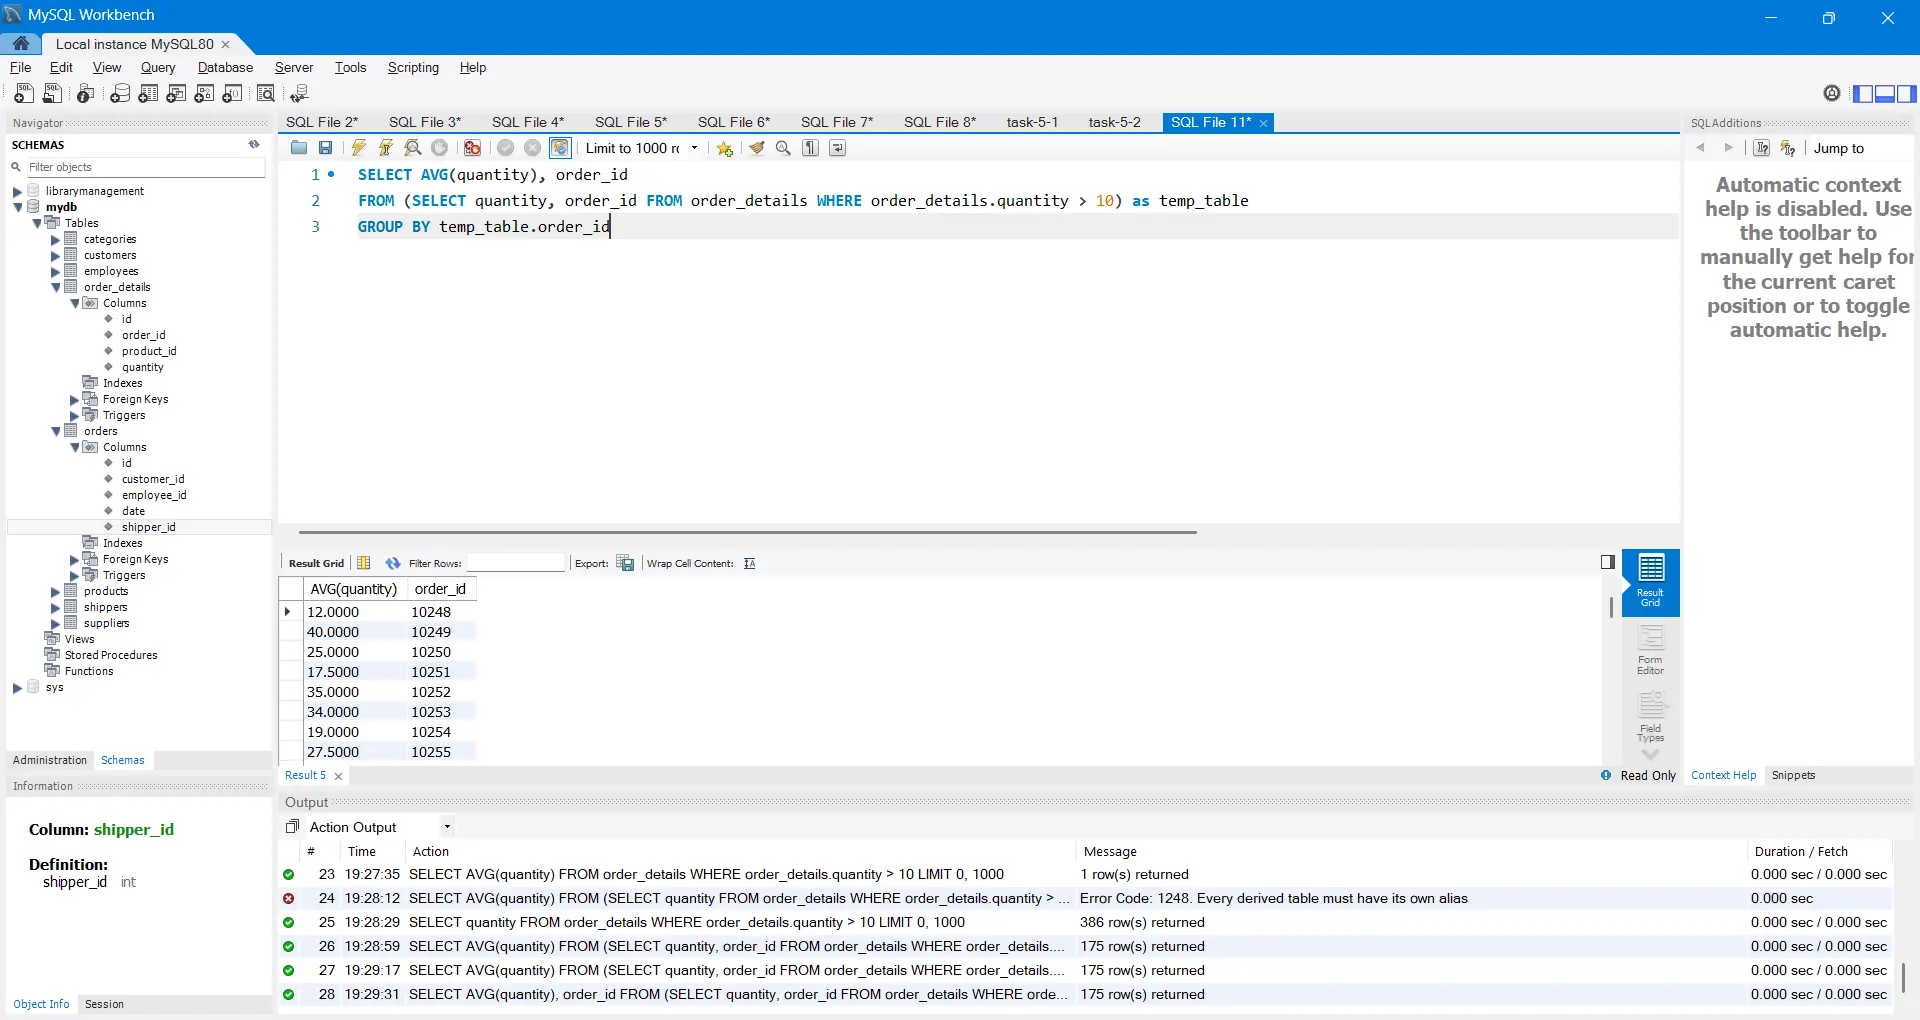 MySQL Workbench
Local instance MySQL80
File Edit View Query Database Server Tools Scripting Help
Navigator
SCHEMAS
Filter objects
librarymanagement
mydb
Tables
categories
customers
employees
order_details
Columns
id
order_id
product_id
quantity
Indexes
Foreign Keys
Triggers
orders
Columns
id
customer_id
employee_id
date
shipper_id
Indexes
Foreign Keys
Triggers
products
shippers
suppliers
Views
Stored Procedures
Functions
sys
Administration Schemas
Information
Column: shipper_id
Definition:
shipper_id int
Object Info Session
SQL File 2* SQL File 3* SQL File 4* SQL File 5* SQL File 6* SQL File 7* SQL File 8* task-5-1 task-5-2 SQL File 11*
Limit to 1000 rc
1 SELECT AVG(quantity), order_id
2 FROM (SELECT quantity, order_id FROM order_details WHERE order_details.quantity > 10) as temp_table
3 GROUP BY temp_table.order_id
Result Grid Filter Rows: Export: Wrap Cell Content:
AVG(quantity) order_id
12.0000 10248
40.0000 10249
25.0000 10250
17.5000 10251
35.0000 10252
34.0000 10253
19.0000 10254
27.5000 10255
Result Grid
Form Editor
Field Types
Result 5
Read Only
SQLAdditions
Jump to
Automatic context
help is disabled. Use
the toolbar to
manually get help for
the current caret
position or to toggle
automatic help.
Context Help Snippets
Output
Action Output
# Time Action Message Duration / Fetch
23 19:27:35 SELECT AVG(quantity) FROM order_details WHERE order_details.quantity > 10 LIMIT 0, 1000 1 row(s) returned 0.000 sec / 0.000 sec
24 19:28:12 SELECT AVG(quantity) FROM (SELECT quantity FROM order_details WHERE order_details.quantity > ... Error Code: 1248. Every derived table must have its own alias 0.000 sec
25 19:28:29 SELECT quantity FROM order_details WHERE order_details.quantity > 10 LIMIT 0, 1000 386 row(s) returned 0.000 sec / 0.000 sec
26 19:28:59 SELECT AVG(quantity) FROM (SELECT quantity, order_id FROM order_details WHERE order_details.... 175 row(s) returned 0.000 sec / 0.000 sec
27 19:29:17 SELECT AVG(quantity) FROM (SELECT quantity, order_id FROM order_details WHERE order_details.... 175 row(s) returned 0.000 sec / 0.000 sec
28 19:29:31 SELECT AVG(quantity), order_id FROM (SELECT quantity, order_id FROM order_details WHERE orde... 175 row(s) returned 0.000 sec / 0.000 sec